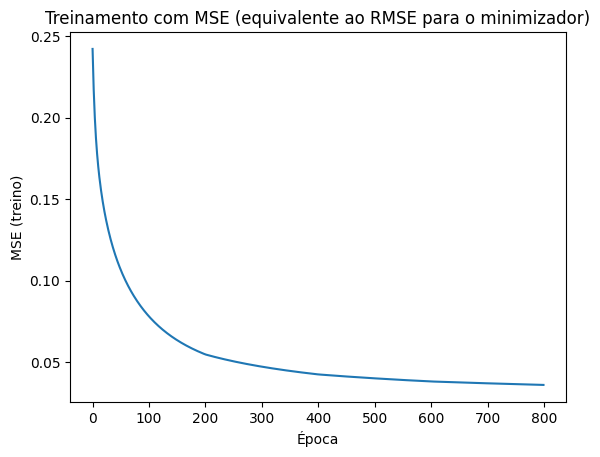 Treinamento com MSE (equivalente ao RMSE para o minimizador)
0.25
0.20
0.15
0.10
0.05
MSE (treino)
0 100 200 300 400 500 600 700 800
Época